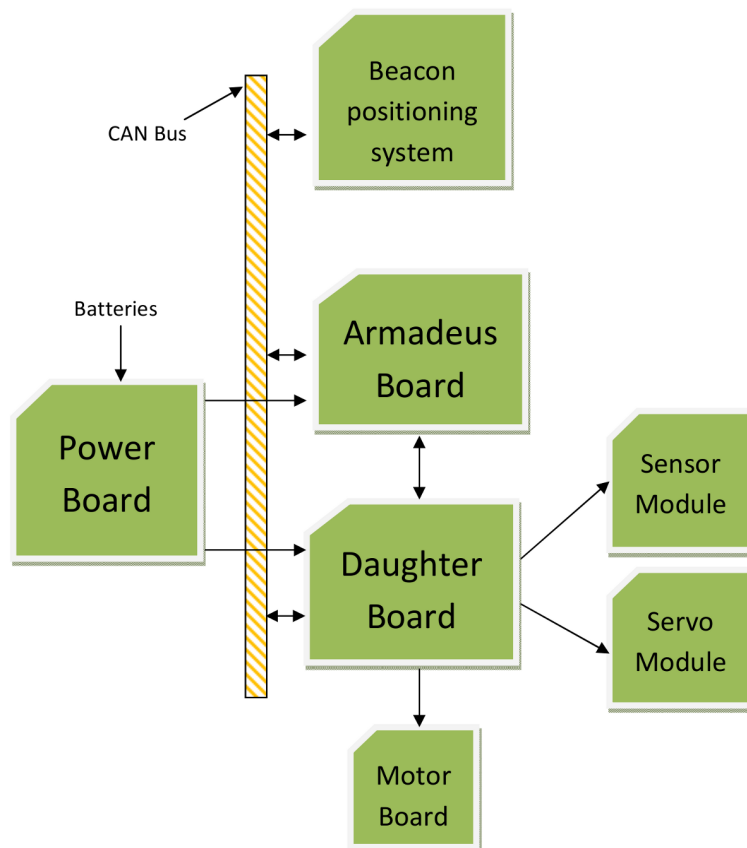 Beacon
positioning
system
CAN Bus
Batteries
Armadeus
Board
Power
Board
Sensor
Module
Daughter
Board
Servo
Module
Motor
Board